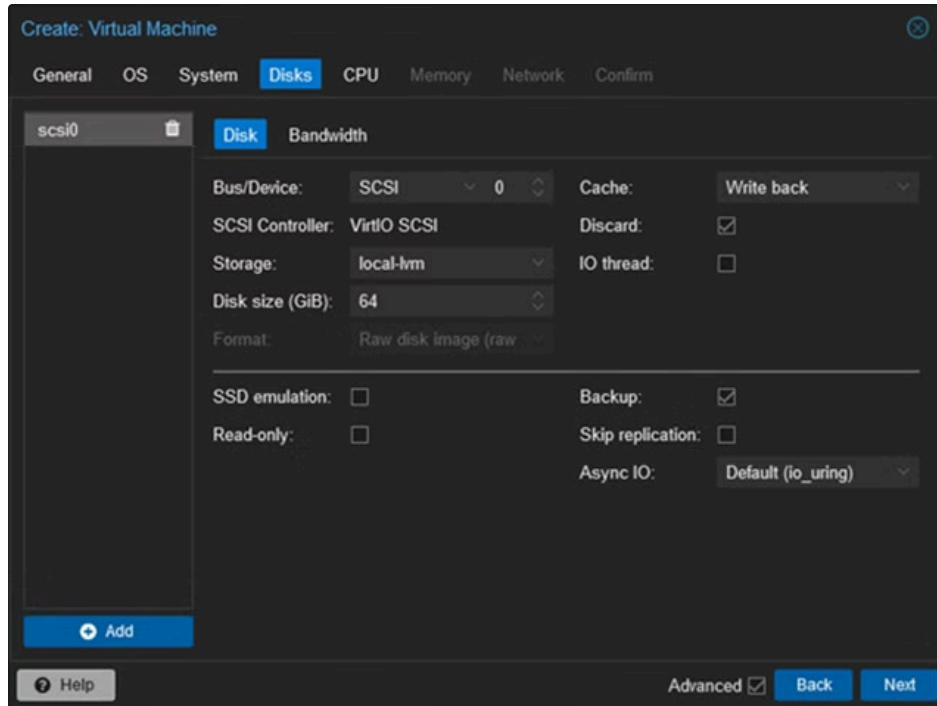 Create: Virtual Machine
General OS System Disks CPU Memory Network Confirm
scsi0
Disk Bandwidth
Bus/Device: SCSI 0 Cache: Write back
SCSI Controller: VirtIO SCSI Discard:
Storage: local-lvm IO thread:
Disk size (GiB): 64
Format: Raw disk image (raw
SSD emulation: Backup:
Read-only: Skip replication:
Async IO: Default (io_uring)
Add
Help Advanced Back Next